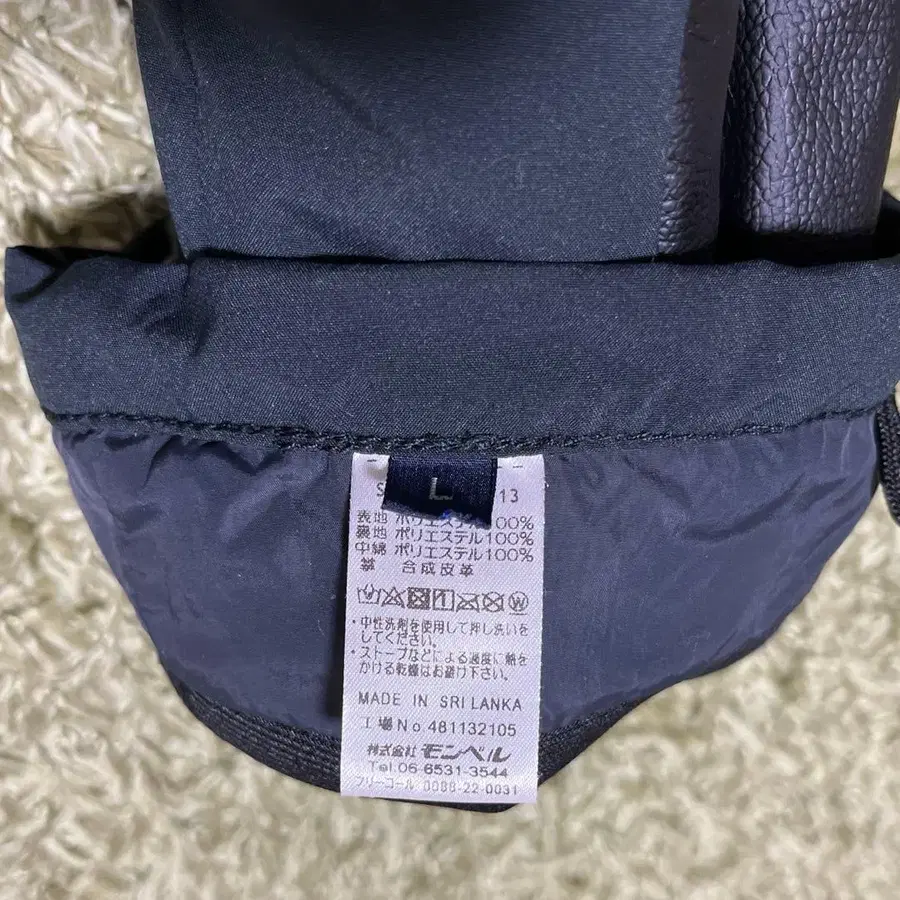 L
S 13
表地 ポリエステル100%
裏地 ポリエステル100%
中綿 ポリエステル100%
掌 合成皮革
・中性洗剤を使用して押し洗いを
してください。
・ストーブなどによる過度に熱を
かける乾燥はお避け下さい。
MADE IN SRI LANKA
工場No.481132105
株式会社モンベル
Tel.06-6531-3544
フリーコール 0088-22-0031